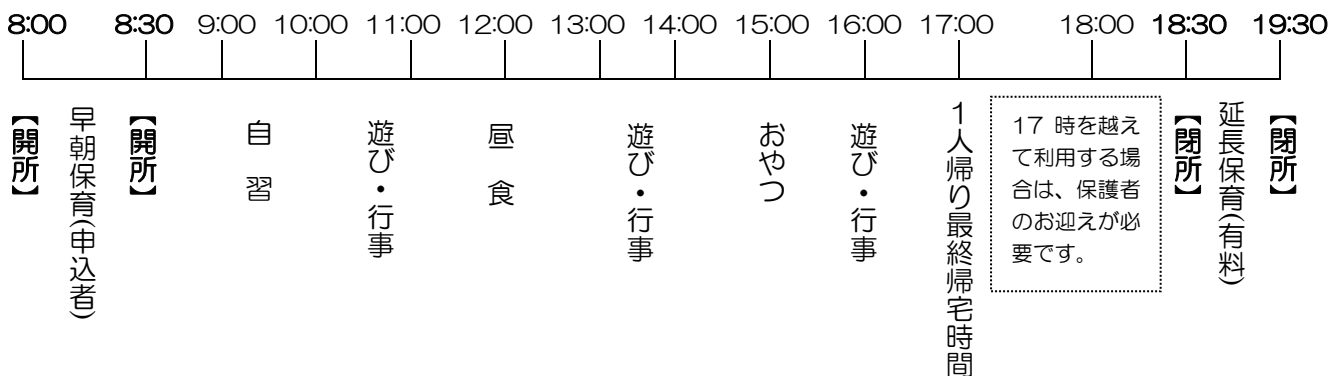 8:00 8:30 9:00 10:00 11:00 12:00 13:00 14:00 15:00 16:00 17:00 18:00 18:30 19:30
【開所】
早朝保育(申込者)
【開所】
自習
遊び・行事
昼食
遊び・行事
おやつ
遊び・行事
1人帰り最終帰宅時間
17 時を越え
て利用する場
合は、保護者
のお迎えが必
要です。
【閉所】
延長保育(有料)
【閉所】